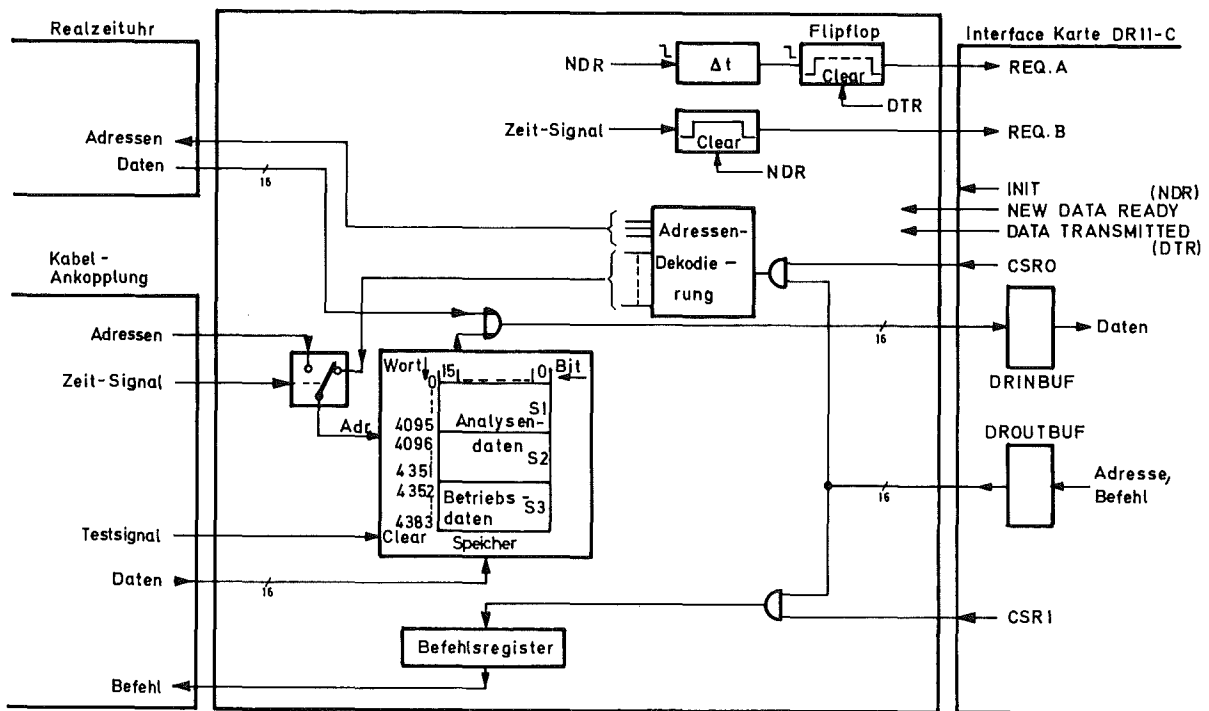 Realzeituhr
Adressen
Daten
16
Kabel-
Ankopplung
Adressen
Zeit-Signal
Testsignal
Daten
16
Befehl
NDR
Δt
Flipflop
Clear
DTR
REQ. A
Zeit-Signal
Clear
NDR
REQ. B
Adressen-
Dekodie-
rung
Adr.
Wort
15
0
Bit
0
4095
4096
4351
4352
4383
S1
Analysen-
daten
S2
Betriebs-
daten
S3
Clear
Speicher
Befehlsregister
16
16
Interface Karte DR11-C
INIT
(NDR)
NEW DATA READY
DATA TRANSMITTED
(DTR)
CSR0
Daten
DRINBUF
DROUTBUF
Adresse,
Befehl
CSR1